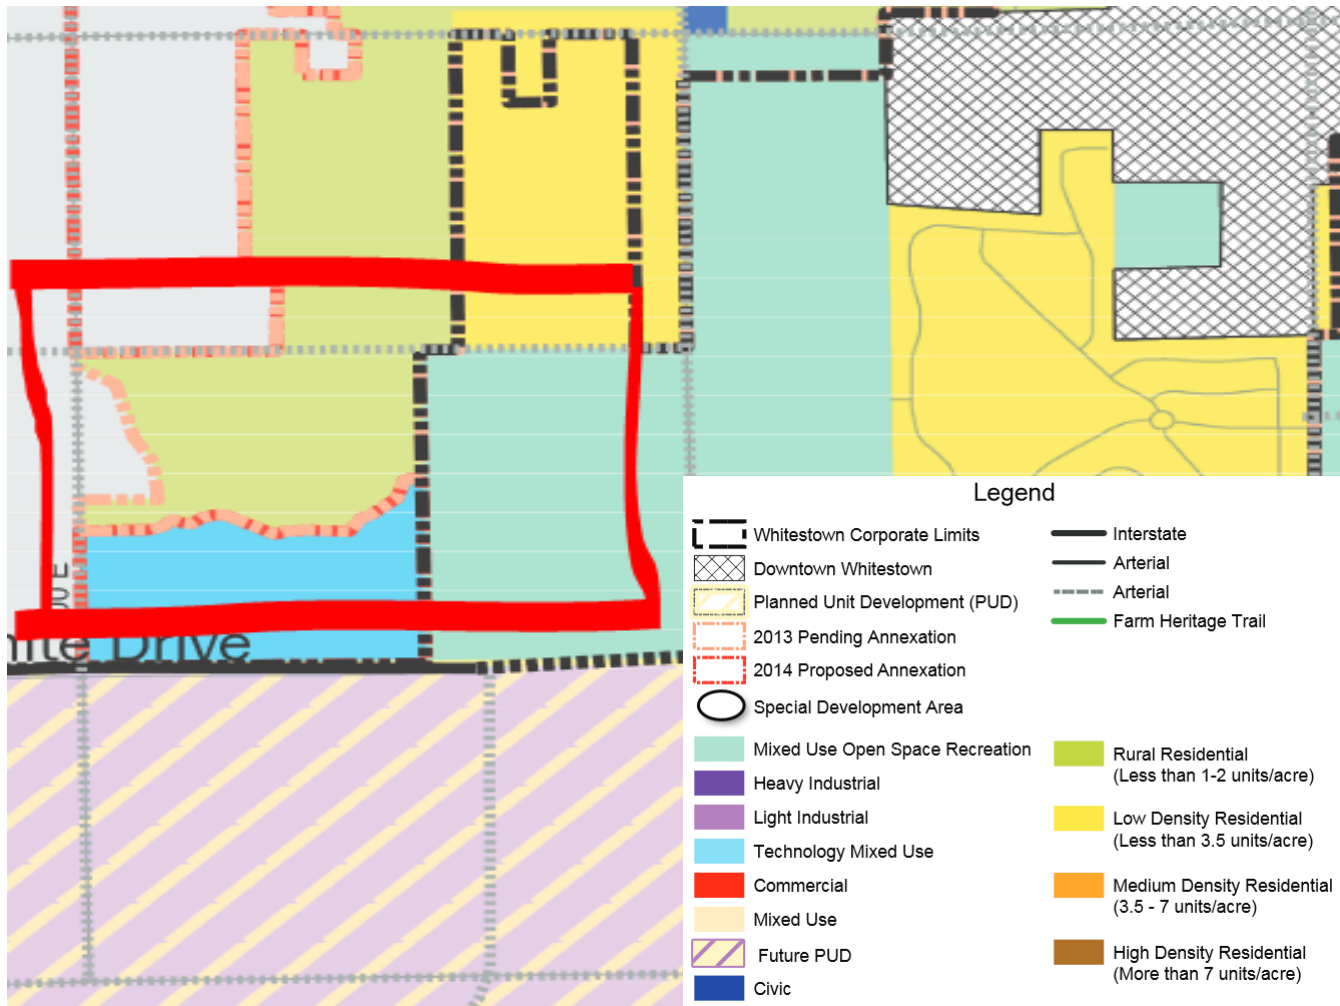 00 E
nite Drive
Legend
Whitestown Corporate Limits
Downtown Whitestown
Planned Unit Development (PUD)
2013 Pending Annexation
2014 Proposed Annexation
Special Development Area
Mixed Use Open Space Recreation
Heavy Industrial
Light Industrial
Technology Mixed Use
Commercial
Mixed Use
Future PUD
Civic
Interstate
Arterial
Arterial
Farm Heritage Trail
Rural Residential
(Less than 1-2 units/acre)
Low Density Residential
(Less than 3.5 units/acre)
Medium Density Residential
(3.5 - 7 units/acre)
High Density Residential
(More than 7 units/acre)